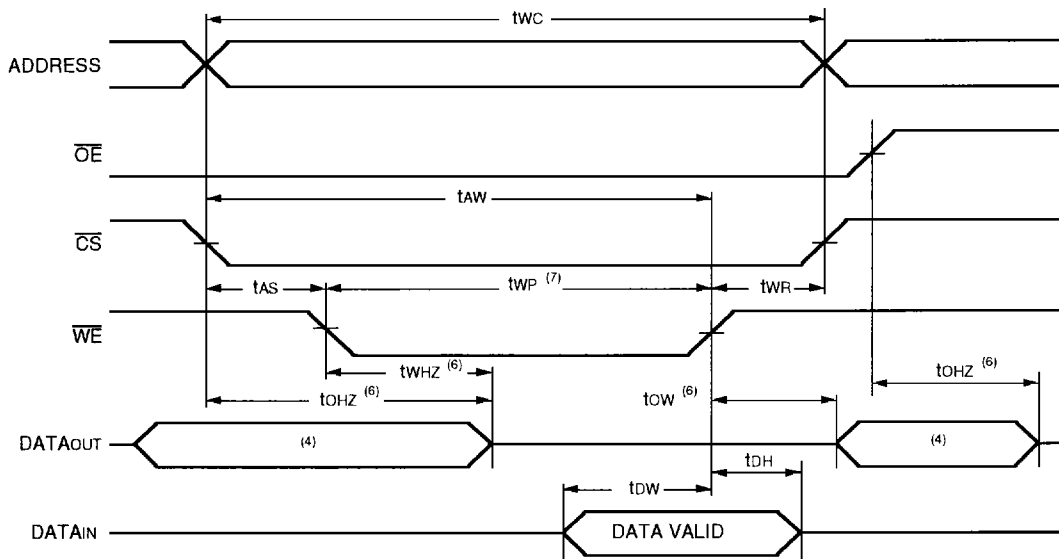 tWC
ADDRESS
OE
tAW
CS
tAS
tWP (7)
tWR
WE
tWHZ (6)
tOHZ (6)
tOW (6)
tOHZ (6)
DATAOUT
(4)
(4)
tDH
tDW
DATAIN
DATA VALID